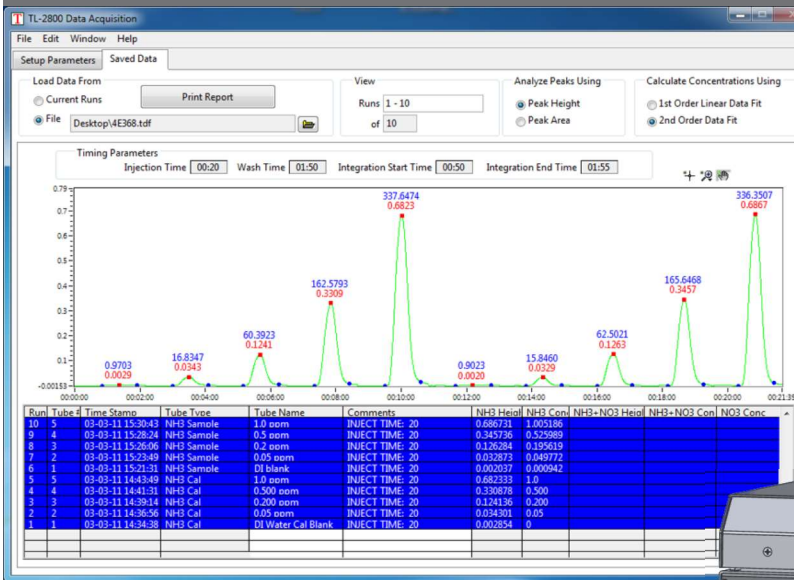 TL-2800 Data Acquisition
File Edit Window Help
Setup Parameters Saved Data
Load Data From
Current Runs
Print Report
File Desktop\4E368.tdf
View
Runs 1 - 10
of 10
Analyze Peaks Using
Peak Height
Peak Area
Calculate Concentrations Using
1st Order Linear Data Fit
2nd Order Data Fit
Timing Parameters
Injection Time 00:20 Wash Time 01:50 Integration Start Time 00:50 Integration End Time 01:55
0.79
0.7
0.6
0.5
0.4
0.3
0.2
0.1
-0.00153
0.9703
0.0029
16.8347
0.0343
60.3923
0.1241
162.5793
0.3309
337.6474
0.6823
0.9023
0.0020
15.8460
0.0329
62.5021
0.1263
165.6468
0.3457
336.3507
0.6867
00:00:00 00:02:00 00:04:00 00:06:00 00:08:00 00:10:00 00:12:00 00:14:00 00:16:00 00:18:00 00:20:00 00:21:39
Run Tube # Time Stamp Tube Type Tube Name Comments NH3 Heigl NH3 Con NH3+NO3 Heigl NH3+NO3 Con NO3 Conc
10 5 03-03-11 15:30:43 NH3 Sample 1.0 ppm INJECT TIME: 20 0.686731 1.005186
9 4 03-03-11 15:28:24 NH3 Sample 0.5 ppm INJECT TIME: 20 0.345736 0.525989
8 3 03-03-11 15:26:06 NH3 Sample 0.2 ppm INJECT TIME: 20 0.126284 0.195619
7 2 03-03-11 15:23:49 NH3 Sample 0.05 ppm INJECT TIME: 20 0.032873 0.049772
6 1 03-03-11 15:21:31 NH3 Sample DI blank INJECT TIME: 20 0.002037 0.000942
5 5 03-03-11 14:43:49 NH3 Cal 1.0 ppm INJECT TIME: 20 0.682333 1.0
4 4 03-03-11 14:41:31 NH3 Cal 0.500 ppm INJECT TIME: 20 0.330878 0.500
3 3 03-03-11 14:39:14 NH3 Cal 0.200 ppm INJECT TIME: 20 0.124136 0.200
2 2 03-03-11 14:36:56 NH3 Cal 0.05 ppm INJECT TIME: 20 0.034301 0.05
1 1 03-03-11 14:34:38 NH3 Cal DI Water Cal Blank INJECT TIME: 20 0.002854 0